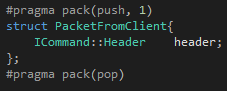 #pragma pack(push, 1)
struct PacketFromClient{
    ICommand::Header    header;
};
#pragma pack(pop)